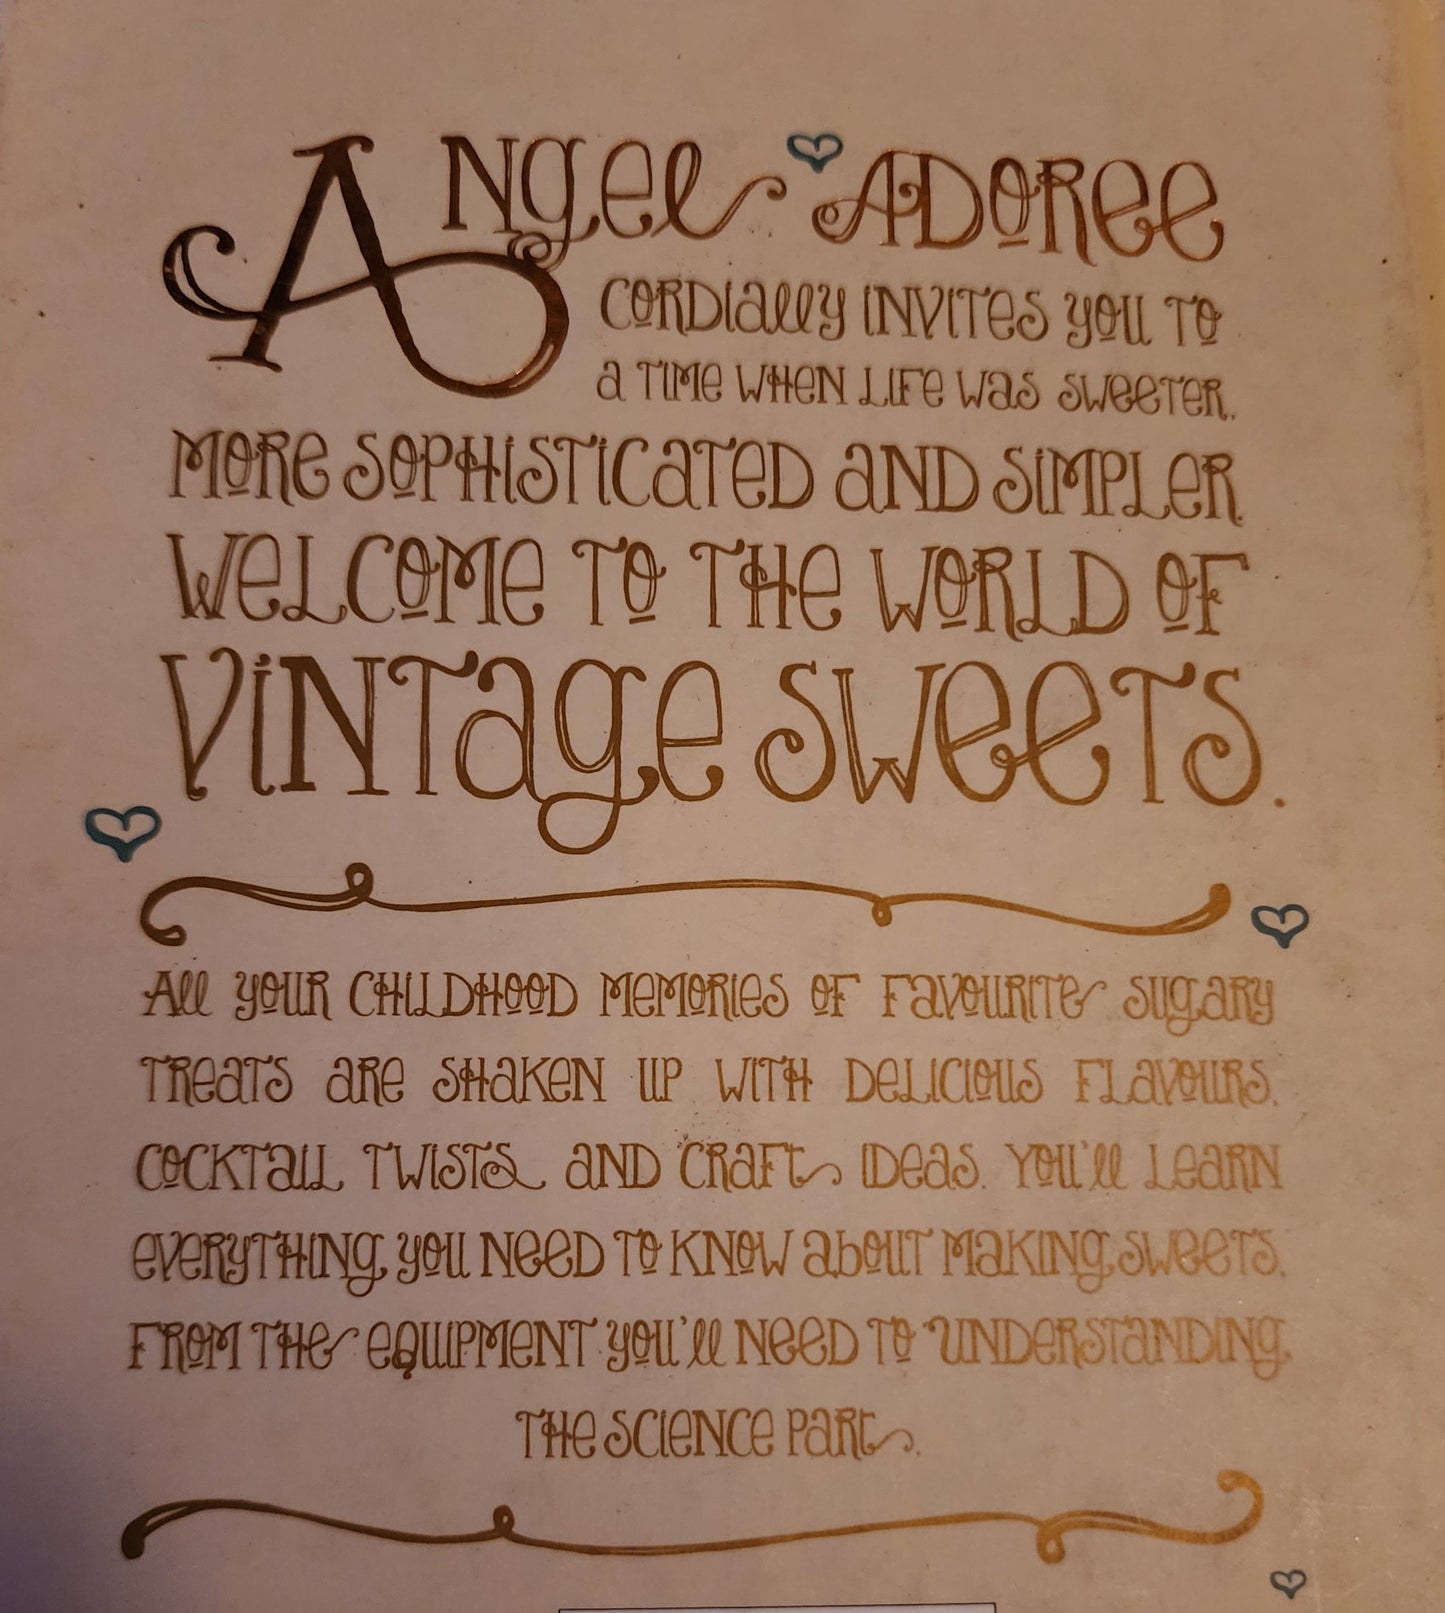 Angel Adoree
cordially invites you to
a time when life was sweeter,
more sophisticated and simpler.
Welcome to the world of
Vintage Sweets.
All your childhood memories of favourite sugary
treats are shaken up with delicious flavours,
cocktail twists and craft ideas. You'll learn
everything you need to know about making sweets,
from the equipment you'll need to understanding
the science part.